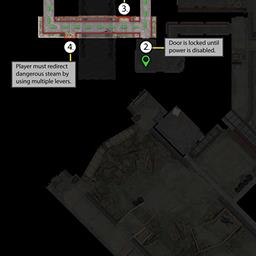 3
4
2
Door is locked until
power is disabled.
Player must redirect
dangerous steam by
using multiple levers.